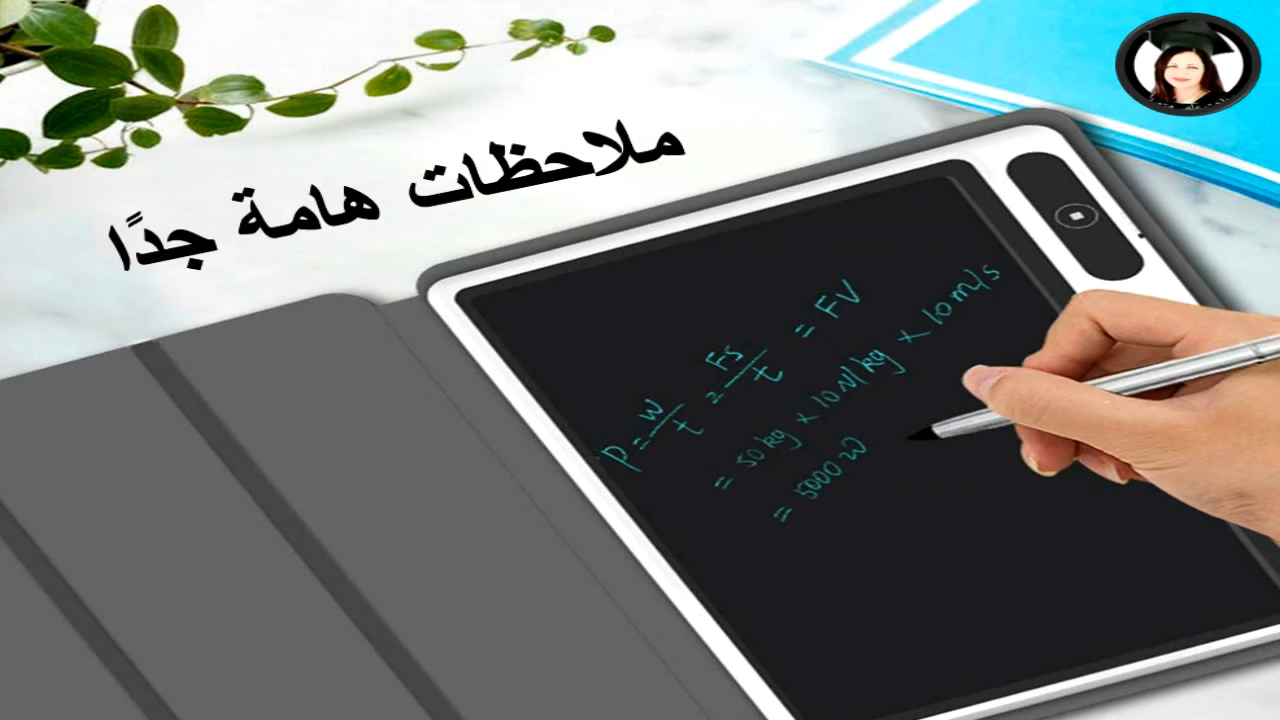 ملاحظات هامة جدًا
P = W/t = Fs/t = FV
= 50 kg × 10 N/kg × 10 m/s
= 5000 W